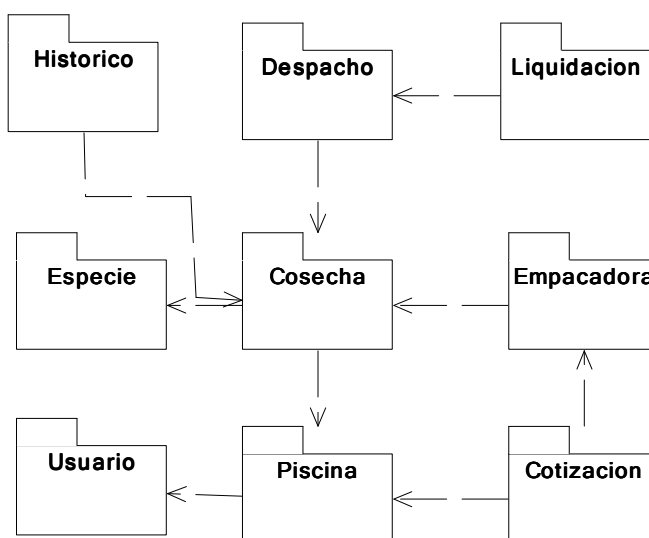 Historico
Despacho
Liquidacion
Especie
Cosecha
Empacadora
Usuario
Piscina
Cotizacion